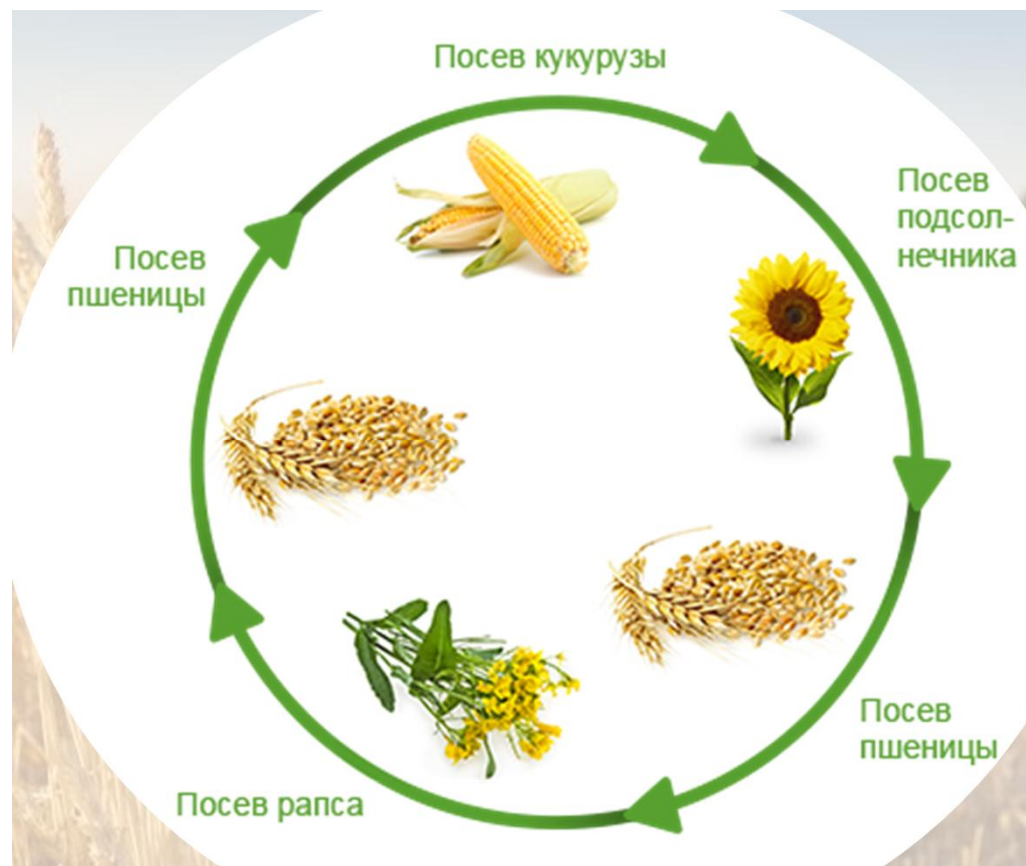 Посев кукурузы
Посев
подсол-
нечника
Посев
пшеницы
Посев рапса
Посев
пшеницы